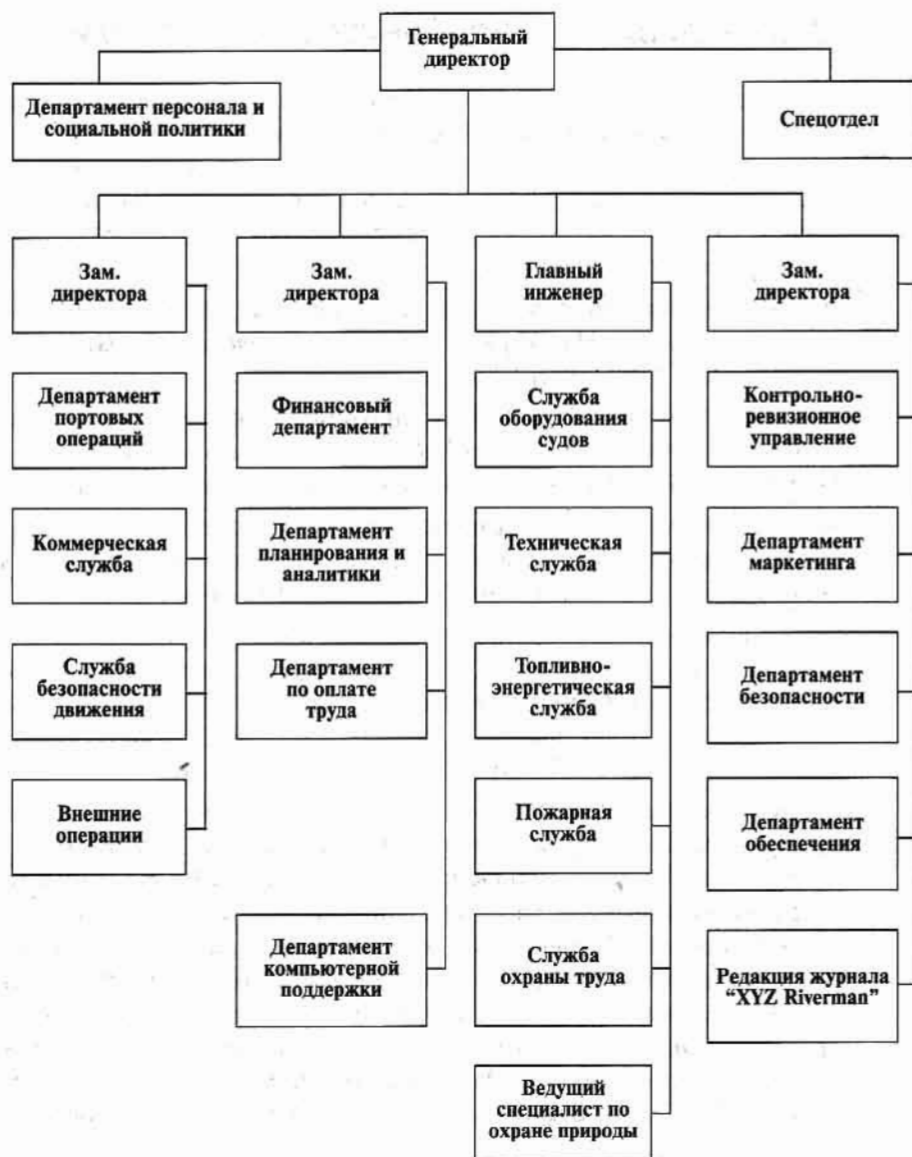 Генеральный
директор
Департамент персонала и
социальной политики
Спецотдел
Зам.
директора
Зам.
директора
Главный
инженер
Зам.
директора
Департамент
портовых
операций
Финансовый
департамент
Служба
оборудования
судов
Контрольно-
ревизионное
управление
Коммерческая
служба
Департамент
планирования и
аналитики
Техническая
служба
Департамент
маркетинга
Служба
безопасности
движения
Департамент
по оплате
труда
Топливно-
энергетическая
служба
Департамент
безопасности
Внешние
операции
Пожарная
служба
Департамент
обеспечения
Департамент
компьютерной
поддержки
Служба
охраны труда
Редакция журнала
“XYZ Riverman”
Ведущий
специалист по
охране природы